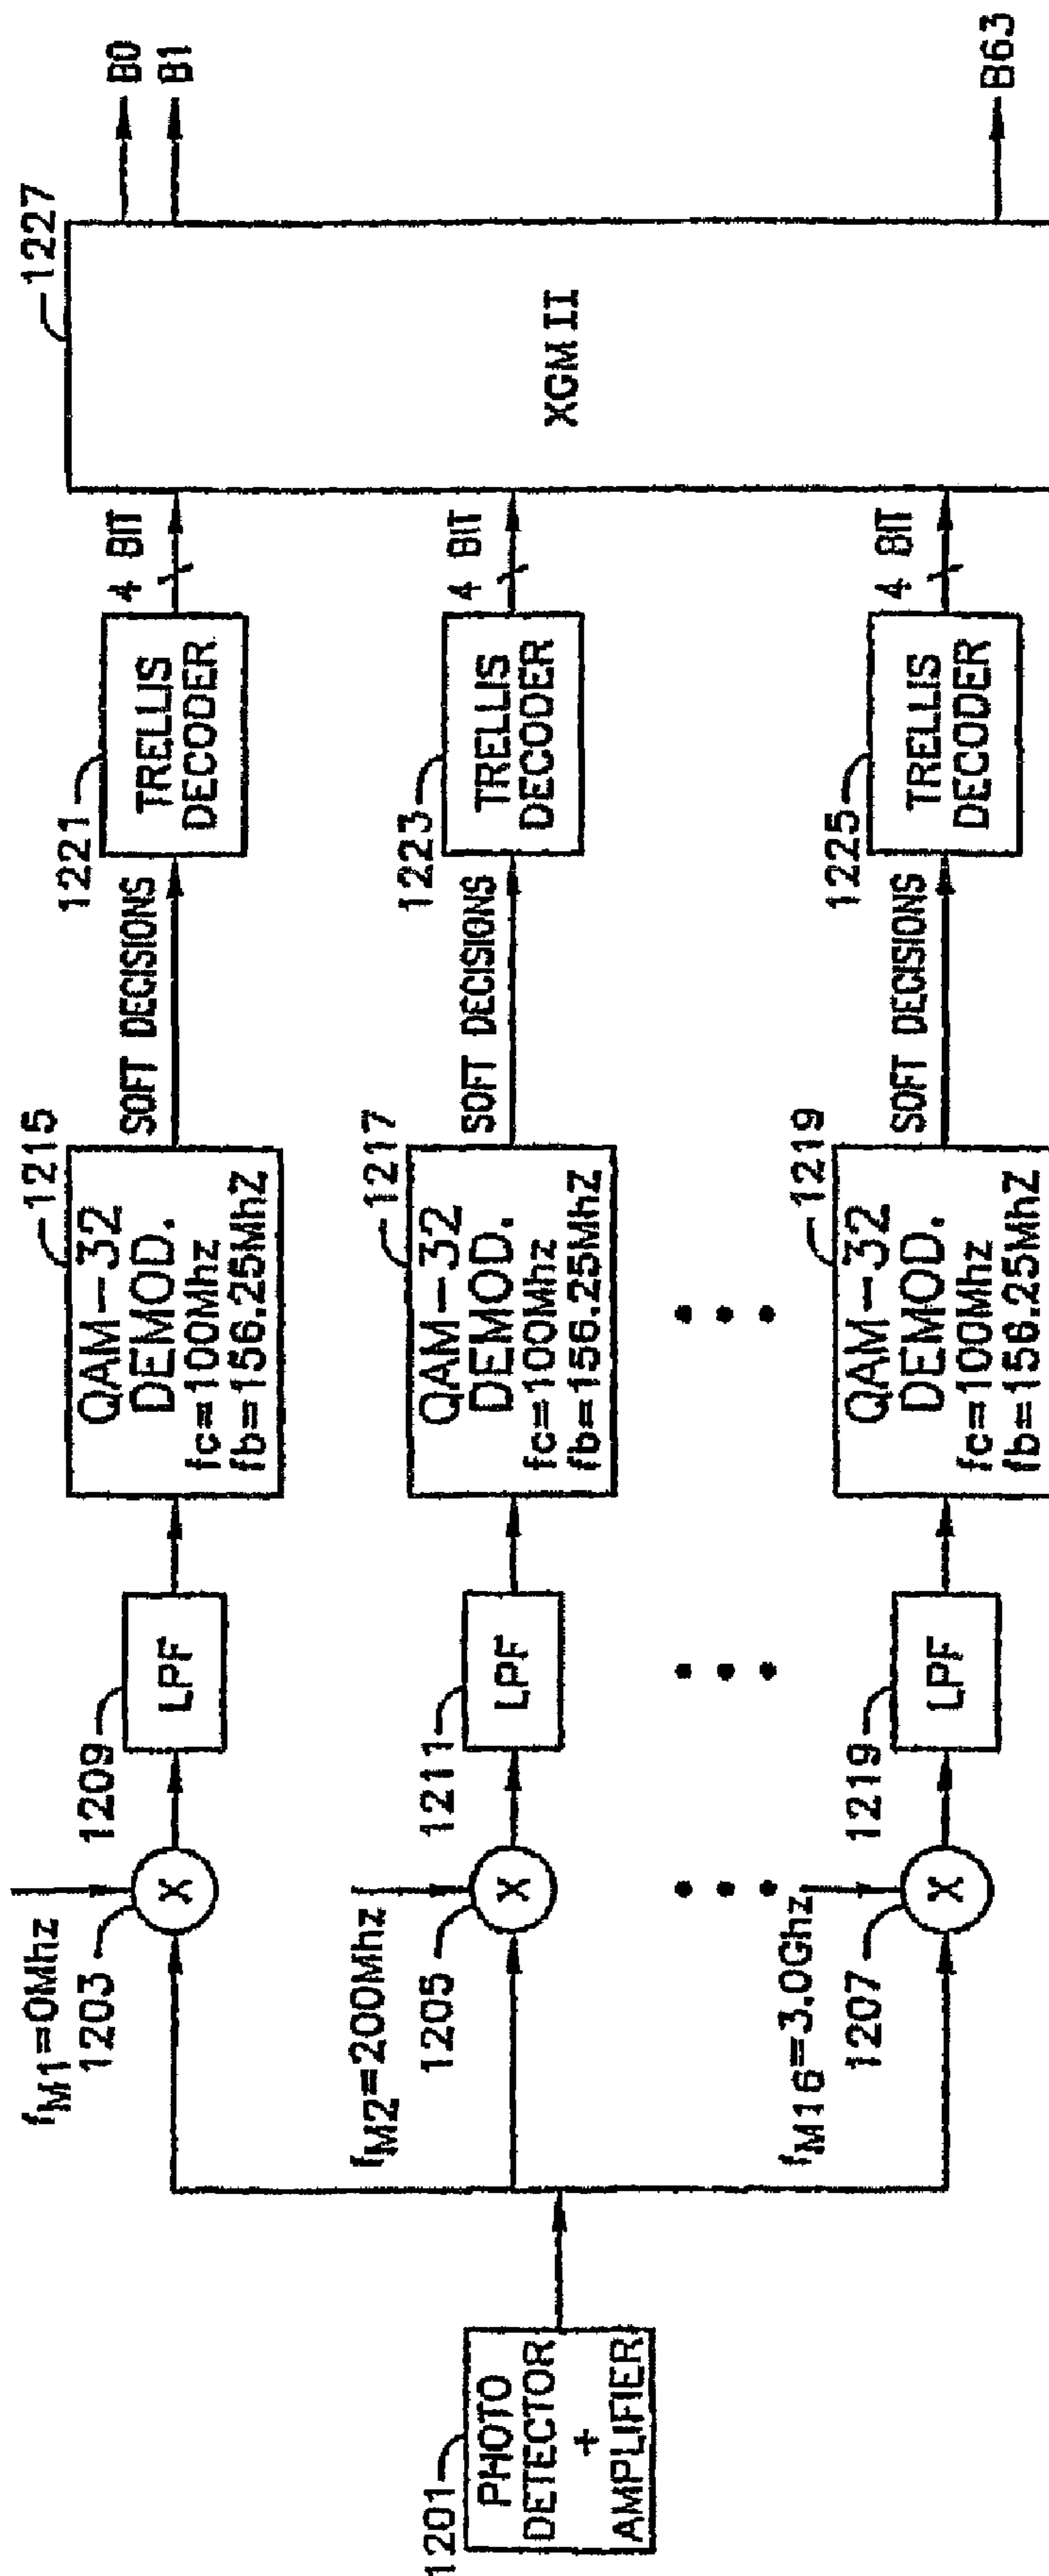 1201
PHOTO
DETECTOR
+
AMPLIFIER
fM1=0Mhz
1203
X
1209
LPF
1215
QAM-32
DEMOD.
fc=100Mhz
fb=156.25MhZ
SOFT DECISIONS
1221
TRELLIS
DECODER
4 BIT
fM2=200Mhz
1205
X
1211
LPF
1217
QAM-32
DEMOD.
fc=100Mhz
fb=156.25MhZ
SOFT DECISIONS
1223
TRELLIS
DECODER
4 BIT
fM16=3.0Ghz
1207
X
1219
LPF
1219
QAM-32
DEMOD.
fc=100Mhz
fb=156.25MhZ
SOFT DECISIONS
1225
TRELLIS
DECODER
4 BIT
1227
XGMII
B0
B1
B63